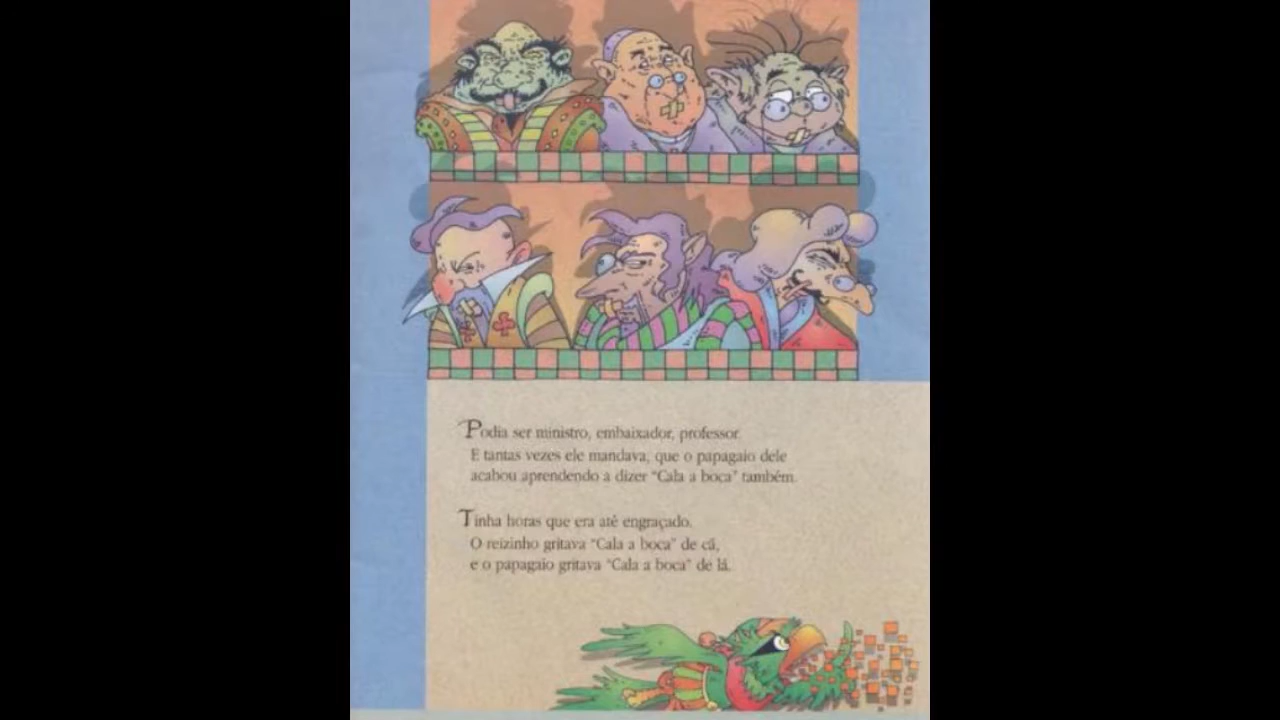 Podia ser ministro, embaixador, professor.
E tantas vezes ele mandava, que o papagaio dele
acabou aprendendo a dizer “Cala a boca” também.
Tinha horas que era até engraçado.
O reizinho gritava “Cala a boca” de cá,
e o papagaio gritava “Cala a boca” de lá.